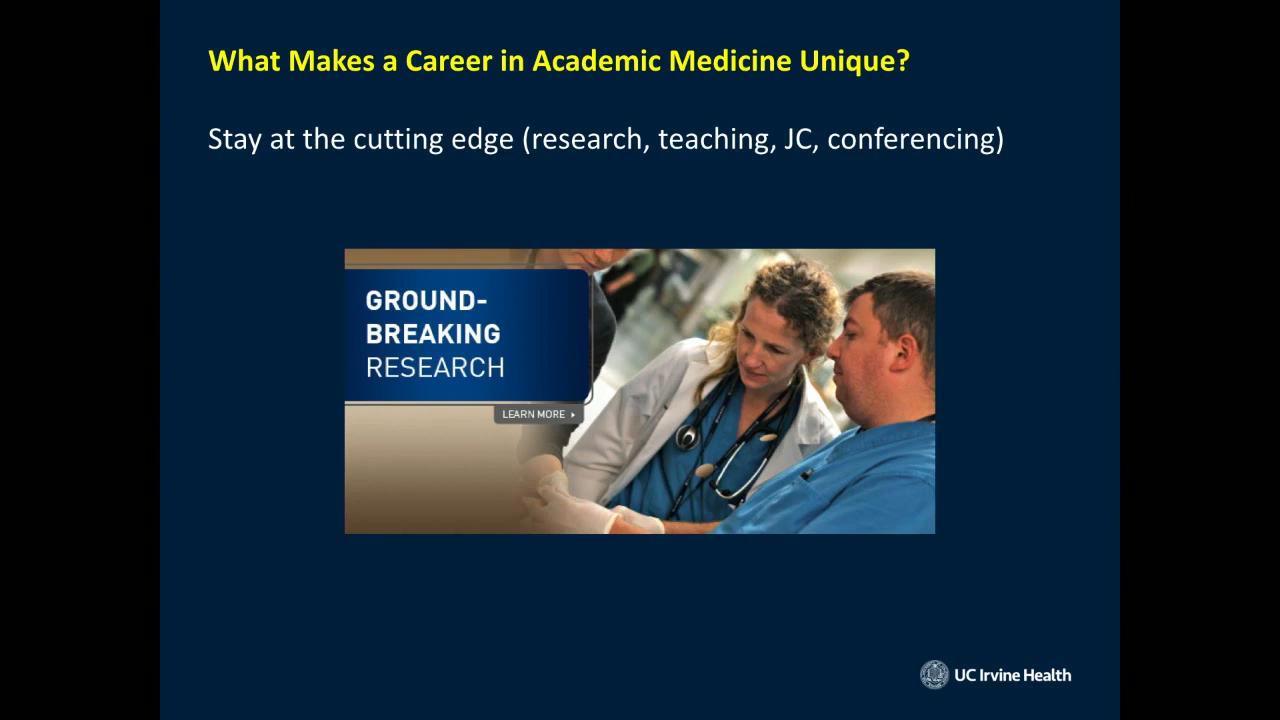 What Makes a Career in Academic Medicine Unique?
Stay at the cutting edge (research, teaching, JC, conferencing)
GROUND-
BREAKING
RESEARCH
LEARN MORE
UC Irvine Health